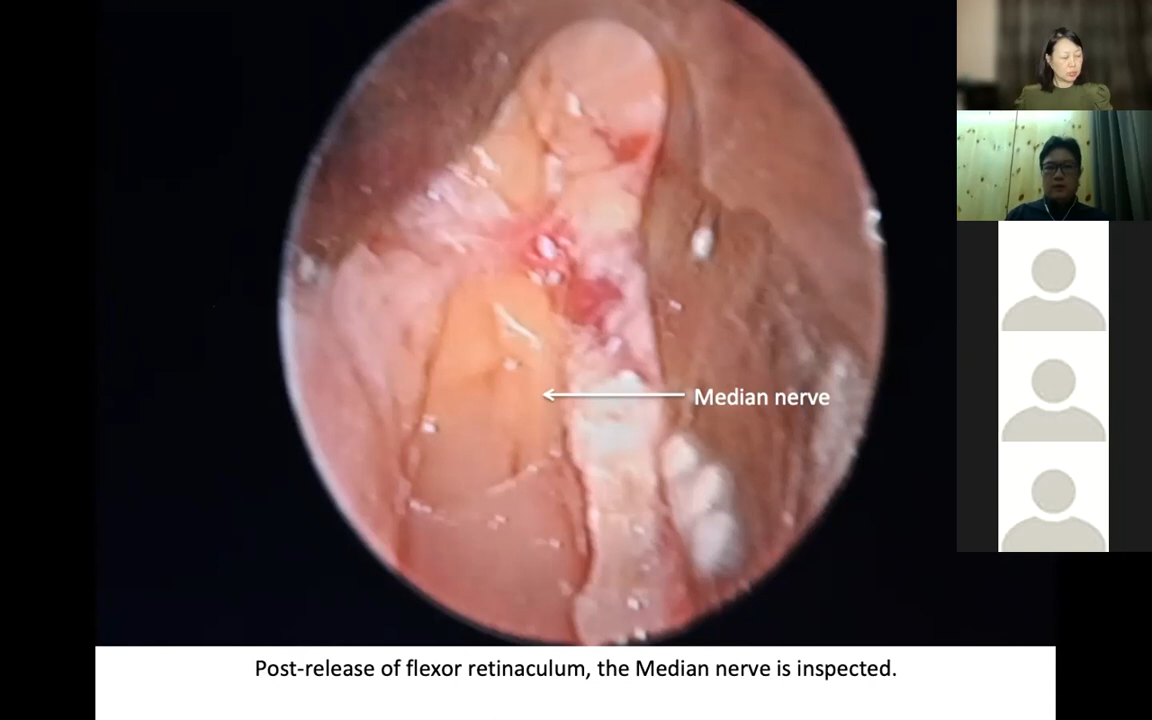 Median nerve
Post-release of flexor retinaculum, the Median nerve is inspected.